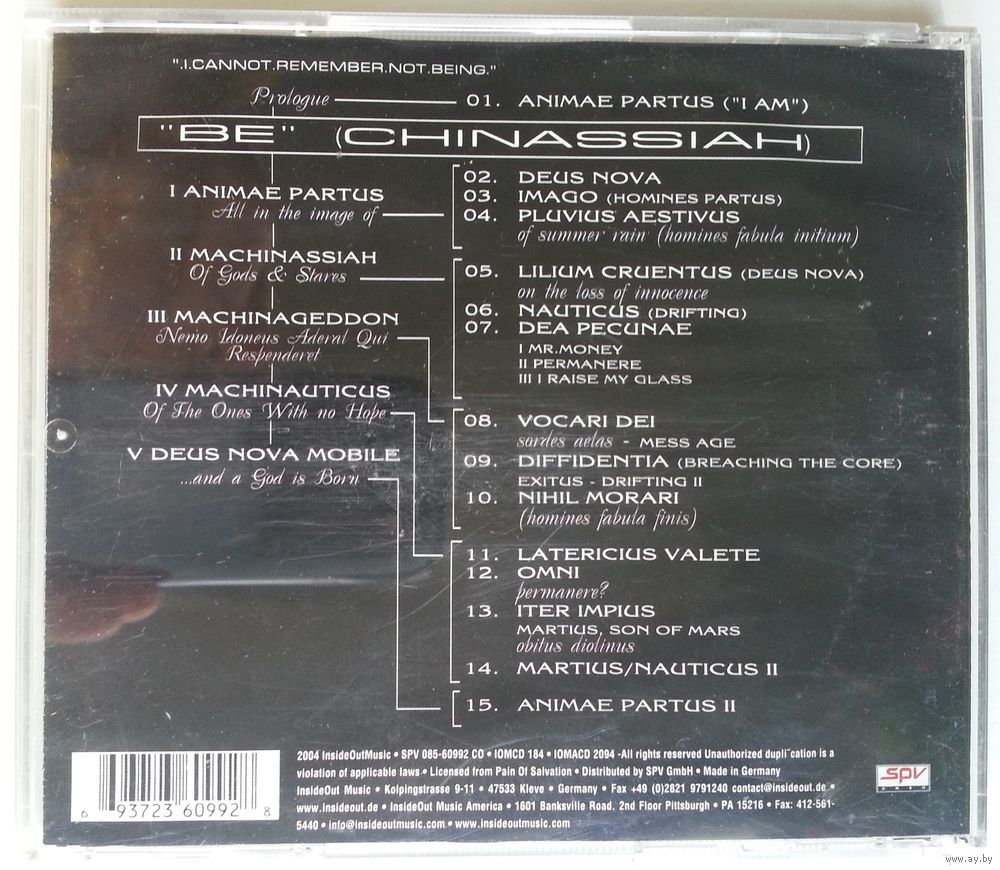 ".I.CANNOT.REMEMBER.NOT.BEING."
Prologue 01. ANIMAE PARTUS ("I AM")
"BE" (CHINASSIAH)
I ANIMAE PARTUS
All in the image of
02. DEUS NOVA
03. IMAGO (HOMINES PARTUS)
04. PLUVIUS AESTIVUS
of summer rain (homines fabula initium)
II MACHINASSIAH
Of Gods & Slaves
05. LILIUM CRUENTUS (DEUS NOVA)
on the loss of innocence
06. NAUTICUS (DRIFTING)
07. DEA PECUNAE
I MR.MONEY
II PERMANERE
III I RAISE MY GLASS
III MACHINAGEDDON
Nemo Idoneus Aderat Qui
Responderet
08. VOCARI DEI
sordes aetas - MESS AGE
09. DIFFIDENTIA (BREACHING THE CORE)
EXITUS - DRIFTING II
10. NIHIL MORARI
(homines fabula finis)
IV MACHINAUTICUS
Of The Ones With no Hope
11. LATERICIUS VALETE
12. OMNI
permanere?
13. ITER IMPIUS
MARTIUS, SON OF MARS
obitus diutinus
14. MARTIUS/NAUTICUS II
V DEUS NOVA MOBILE
...and a God is Born
15. ANIMAE PARTUS II
6 93723 60992 8
2004 InsideOutMusic • SPV 085-60992 CD • IOMCD 184 • IOMACD 2094 -All rights reserved Unauthorized dupli¨cation is a
violation of applicable laws • Licensed from Pain Of Salvation • Distributed by SPV GmbH • Made in Germany
InsideOut Music • Kolpingstrasse 9-11 • 47533 Kleve • Germany • Fax +49 (0)2821 9791240 contact@insideout.de •
www.insideout.de • InsideOut Music America • 1601 Banksville Road. 2nd Floor Pittsburgh • PA 15216 • Fax: 412-561-
5440 • info@insideoutmusic.com • www.insideoutmusic.com
SPV
www.ay.by